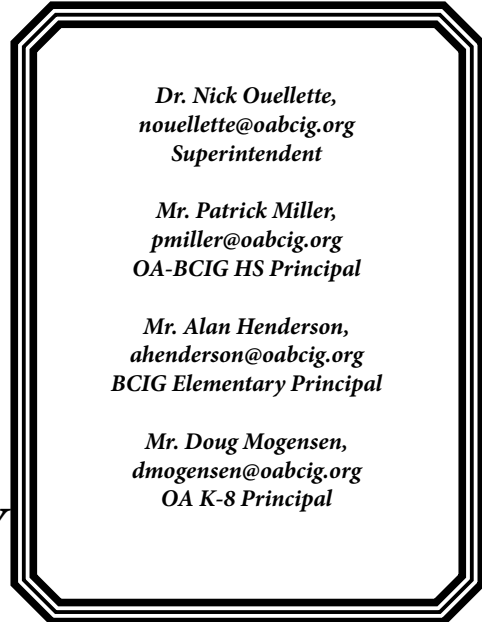 Dr. Nick Ouellette,
nouellette@oabcig.org
Superintendent
Mr. Patrick Miller,
pmiller@oabcig.org
OA-BCIG HS Principal
Mr. Alan Henderson,
ahenderson@oabcig.org
BCIG Elementary Principal
Mr. Doug Mogensen,
dmogensen@oabcig.org
OA K-8 Principal